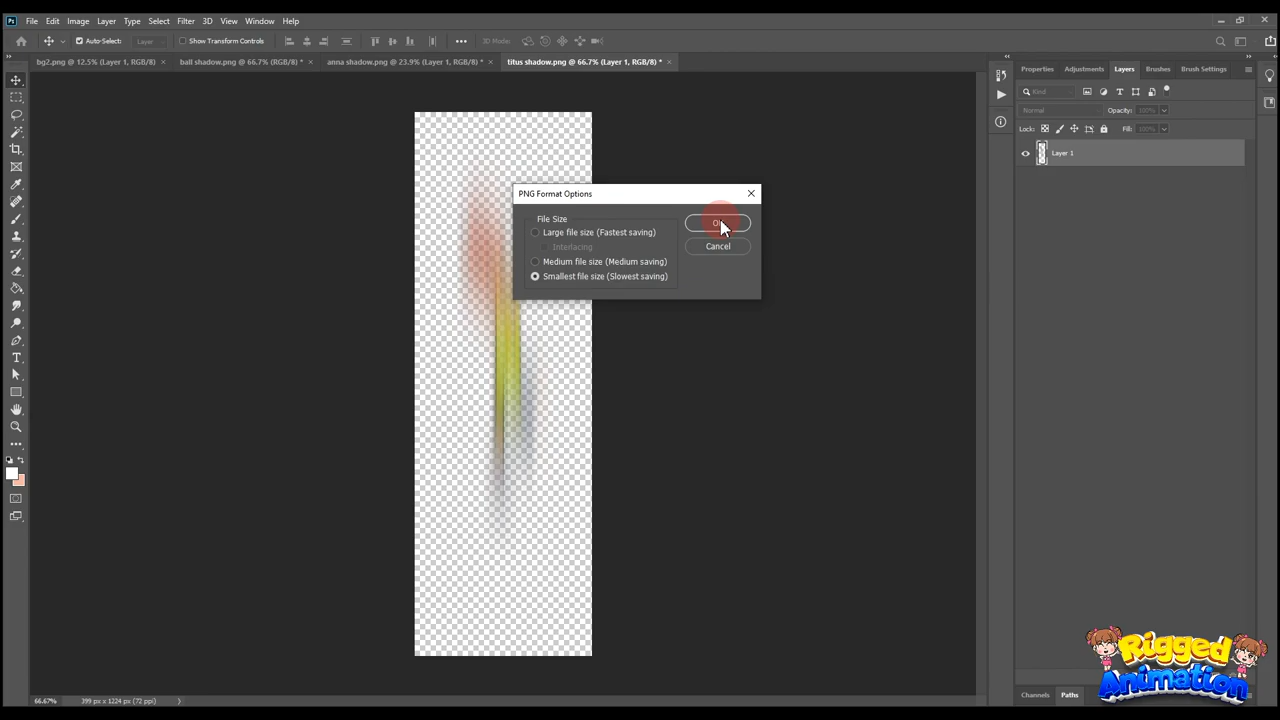 Ps File Edit Image Layer Type Select Filter 3D View Window Help
Auto-Select: Layer Show Transform Controls 3D Mode:
bg2.png @ 12.5% (Layer 1, RGB/8) × ball shadow.png @ 66.7% (RGB/8) * × anna shadow.png @ 23.9% (Layer 1, RGB/8) * × titus shadow.png @ 66.7% (Layer 1, RGB/8) * ×
Properties Adjustments Layers Brushes Brush Settings
Kind
Normal Opacity: 100%
Lock: Fill: 100%
Layer 1
PNG Format Options
File Size
Large file size (Fastest saving)
Interlacing
Medium file size (Medium saving)
Smallest file size (Slowest saving)
Cancel
Rigged
Animation
66.67% 399 px x 1224 px (72 ppi)
Channels Paths